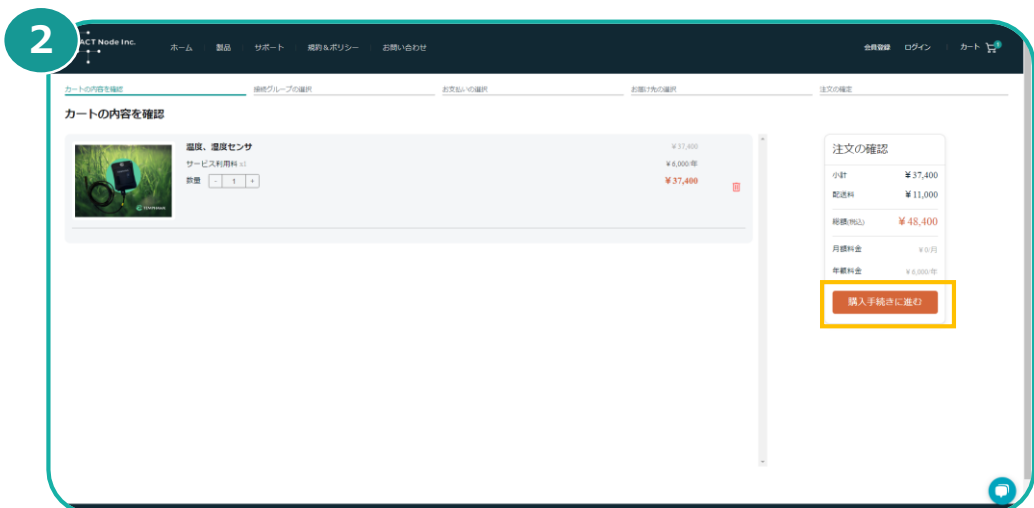 2
ACT Node Inc.
ホーム 製品 サポート 規約&ポリシー お問い合わせ
会員登録 ログイン カート 1
カートの内容を確認 接続グループの選択 お支払いの選択 お届け先の選択 注文の確定
カートの内容を確認
温度、湿度センサ ¥37,400
サービス利用料 x1 ¥6,000/年
数量 - 1 + ¥37,400
注文の確認
小計 ¥37,400
配送料 ¥11,000
総額(税込) ¥48,400
月額料金 ¥0/月
年額料金 ¥6,000/年
購入手続きに進む